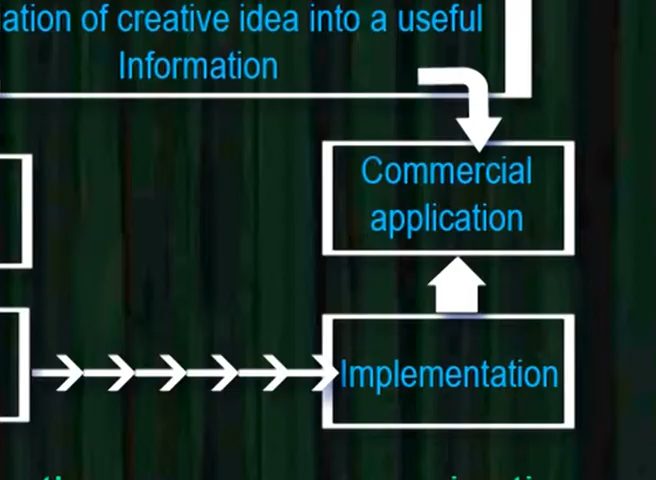 ation of creative idea into a useful
Information
Commercial
application
Implementation